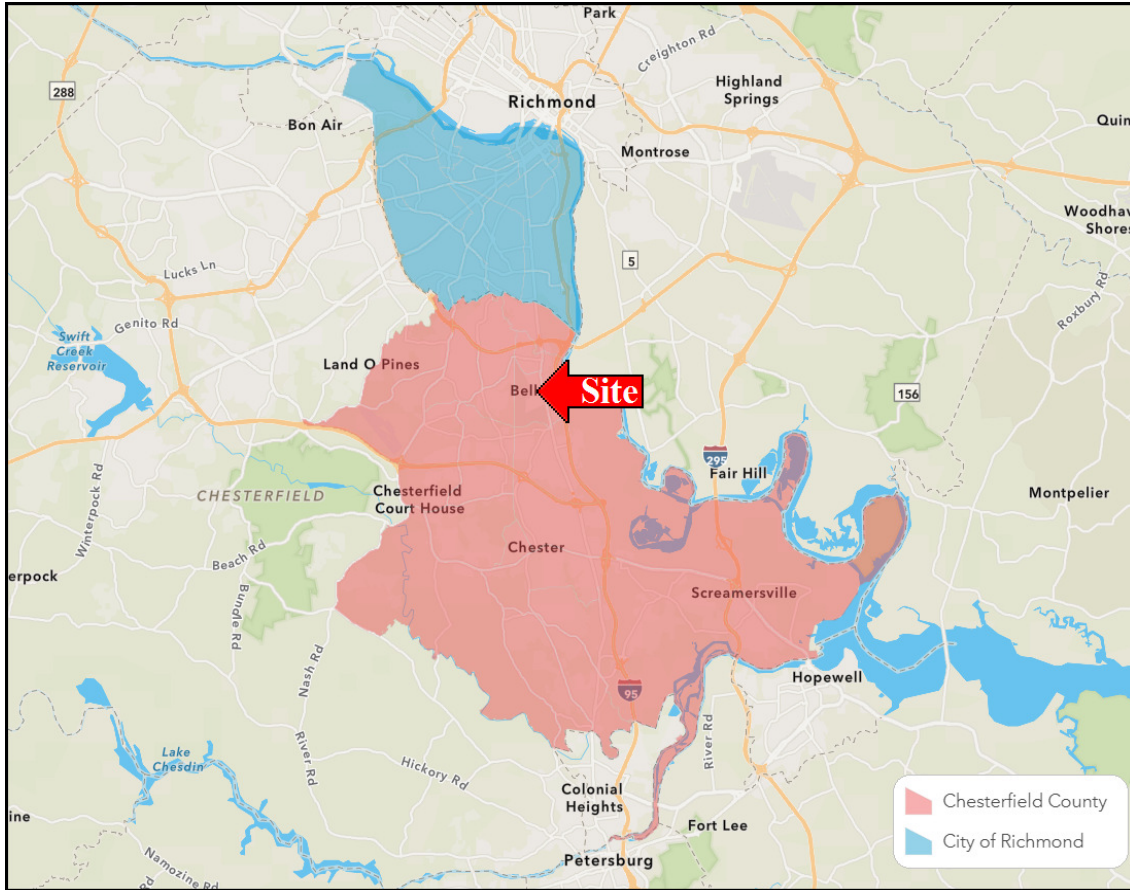 Park
Creighton Rd
288
Richmond
Highland
Springs
Bon Air
Quin
Montrose
Woodhav
Shores
5
Lucks Ln
Roxbury Rd
Genito Rd
Swift
Creek
Reservoir
Land O Pines
Bell
Site
156
295
Fair Hill
Winterpock Rd
CHESTERFIELD
Chesterfield
Court House
Montpelier
Chester
Beach Rd
erpock
Bundle Rd
Screamersville
Nash Rd
Hopewell
95
River Rd
River Rd
Lake
Chesdin
Hickory Rd
Colonial
Heights
Chesterfield County
ine
Fort Lee
City of Richmond
Petersburg
Namozine Rd
Rd